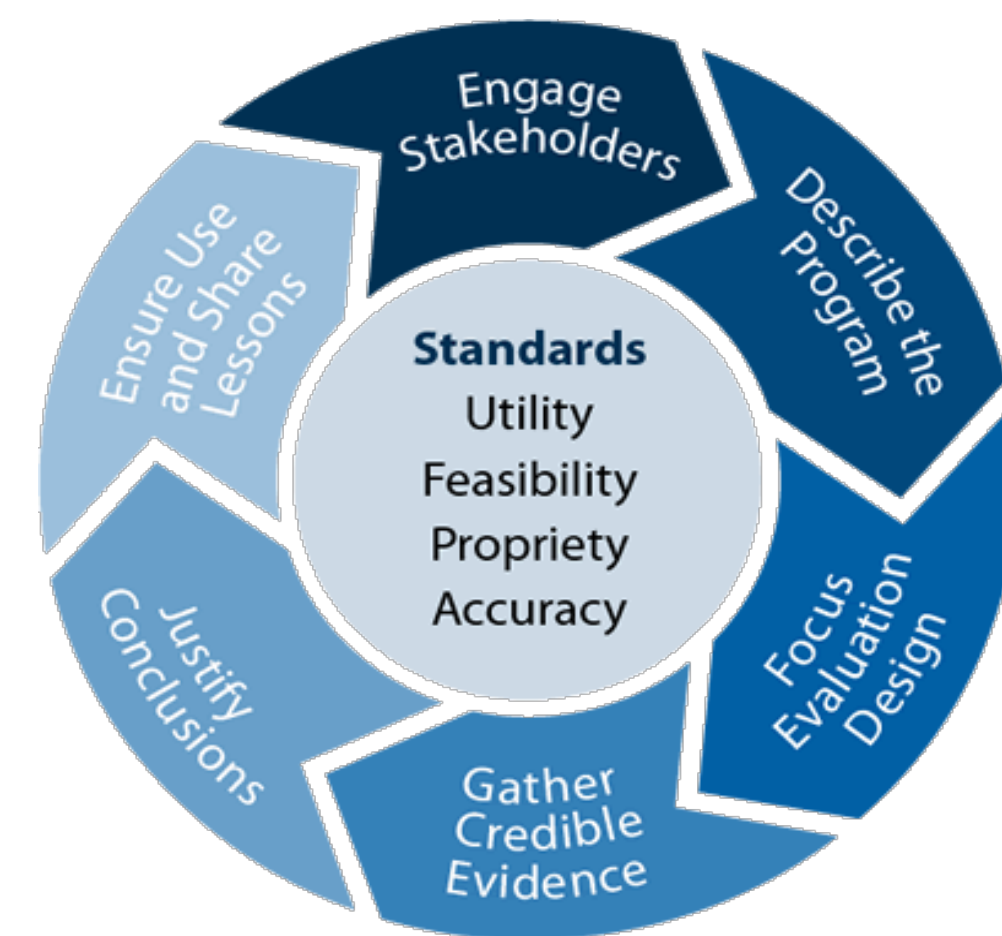 Engage
Stakeholders
Describe the
Program
Focus
Evaluation
Design
Gather
Credible
Evidence
Justify
Conclusions
Ensure Use
and Share
Lessons
Standards
Utility
Feasibility
Propriety
Accuracy